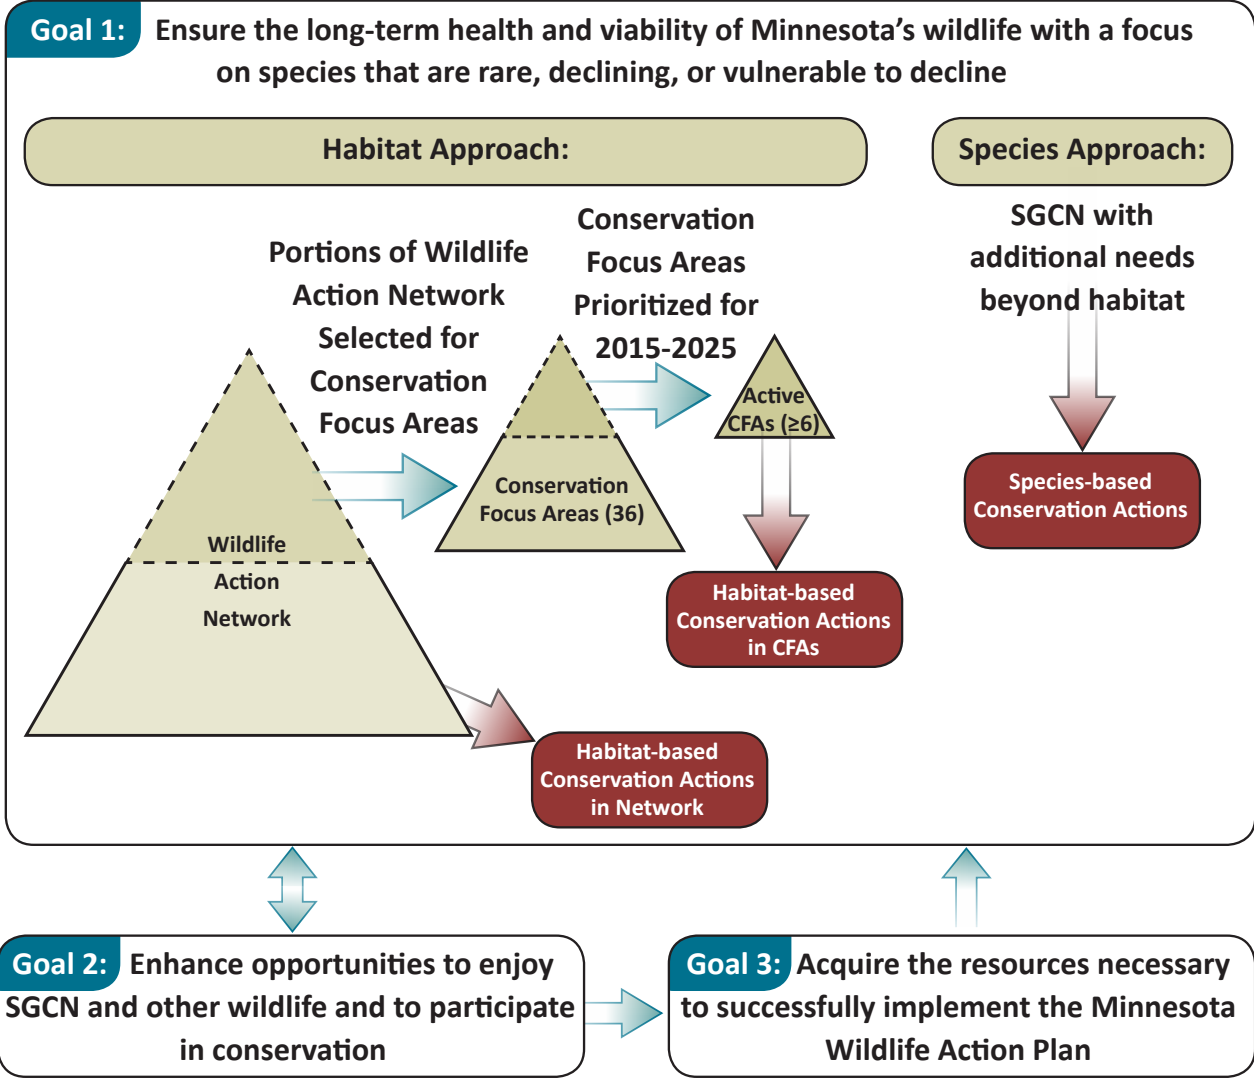 Goal 1: Ensure the long-term health and viability of Minnesota’s wildlife with a focus
on species that are rare, declining, or vulnerable to decline
Habitat Approach:
Portions of Wildlife
Action Network
Selected for
Conservation
Focus Areas
Conservation
Focus Areas
Prioritized for
2015-2025
Wildlife
Action
Network
Conservation
Focus Areas (36)
Active
CFAs (≥6)
Habitat-based
Conservation Actions
in CFAs
Habitat-based
Conservation Actions
in Network
Species Approach:
SGCN with
additional needs
beyond habitat
Species-based
Conservation Actions
Goal 2: Enhance opportunities to enjoy
SGCN and other wildlife and to participate
in conservation
Goal 3: Acquire the resources necessary
to successfully implement the Minnesota
Wildlife Action Plan